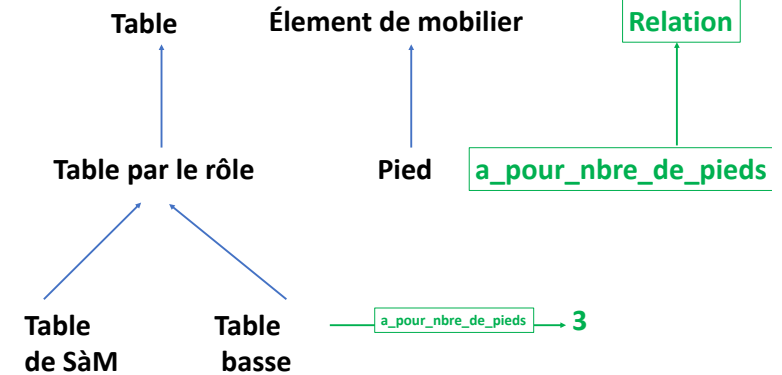 Table
Élement de mobilier
Relation
Table par le rôle
Pied
a_pour_nbre_de_pieds
Table
de SàM
Table
basse
a_pour_nbre_de_pieds
3